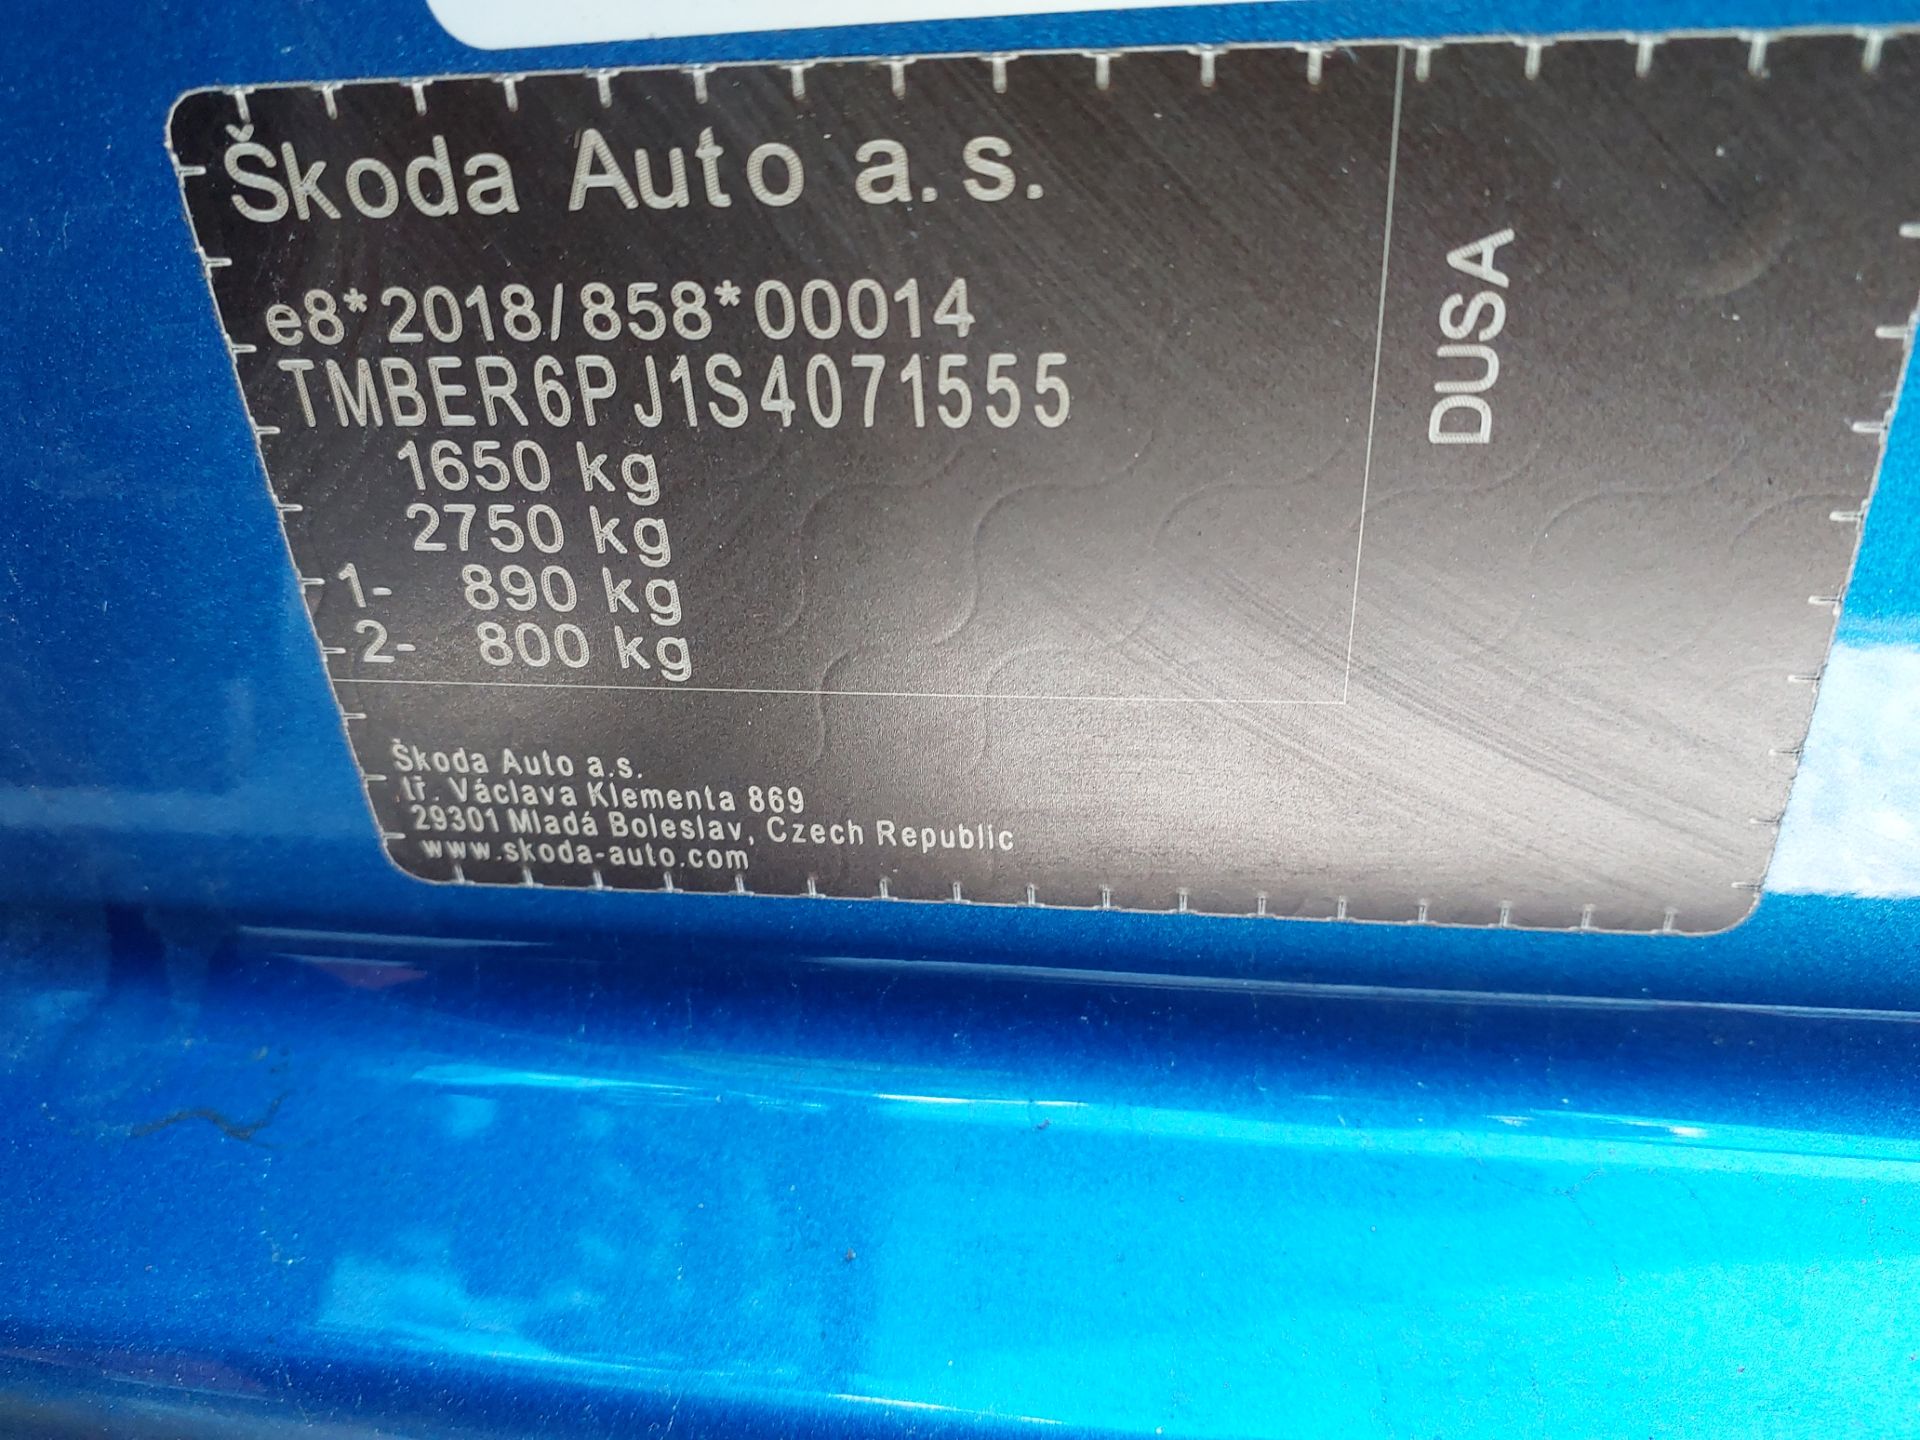 Škoda Auto a.s.
e8*2018/858*00014
TMBER6PJ1S4071555
1650 kg
2750 kg
1- 890 kg
2- 800 kg
DUSA
Škoda Auto a.s.
tř. Václava Klementa 869
29301 Mladá Boleslav, Czech Republic
www.skoda-auto.com